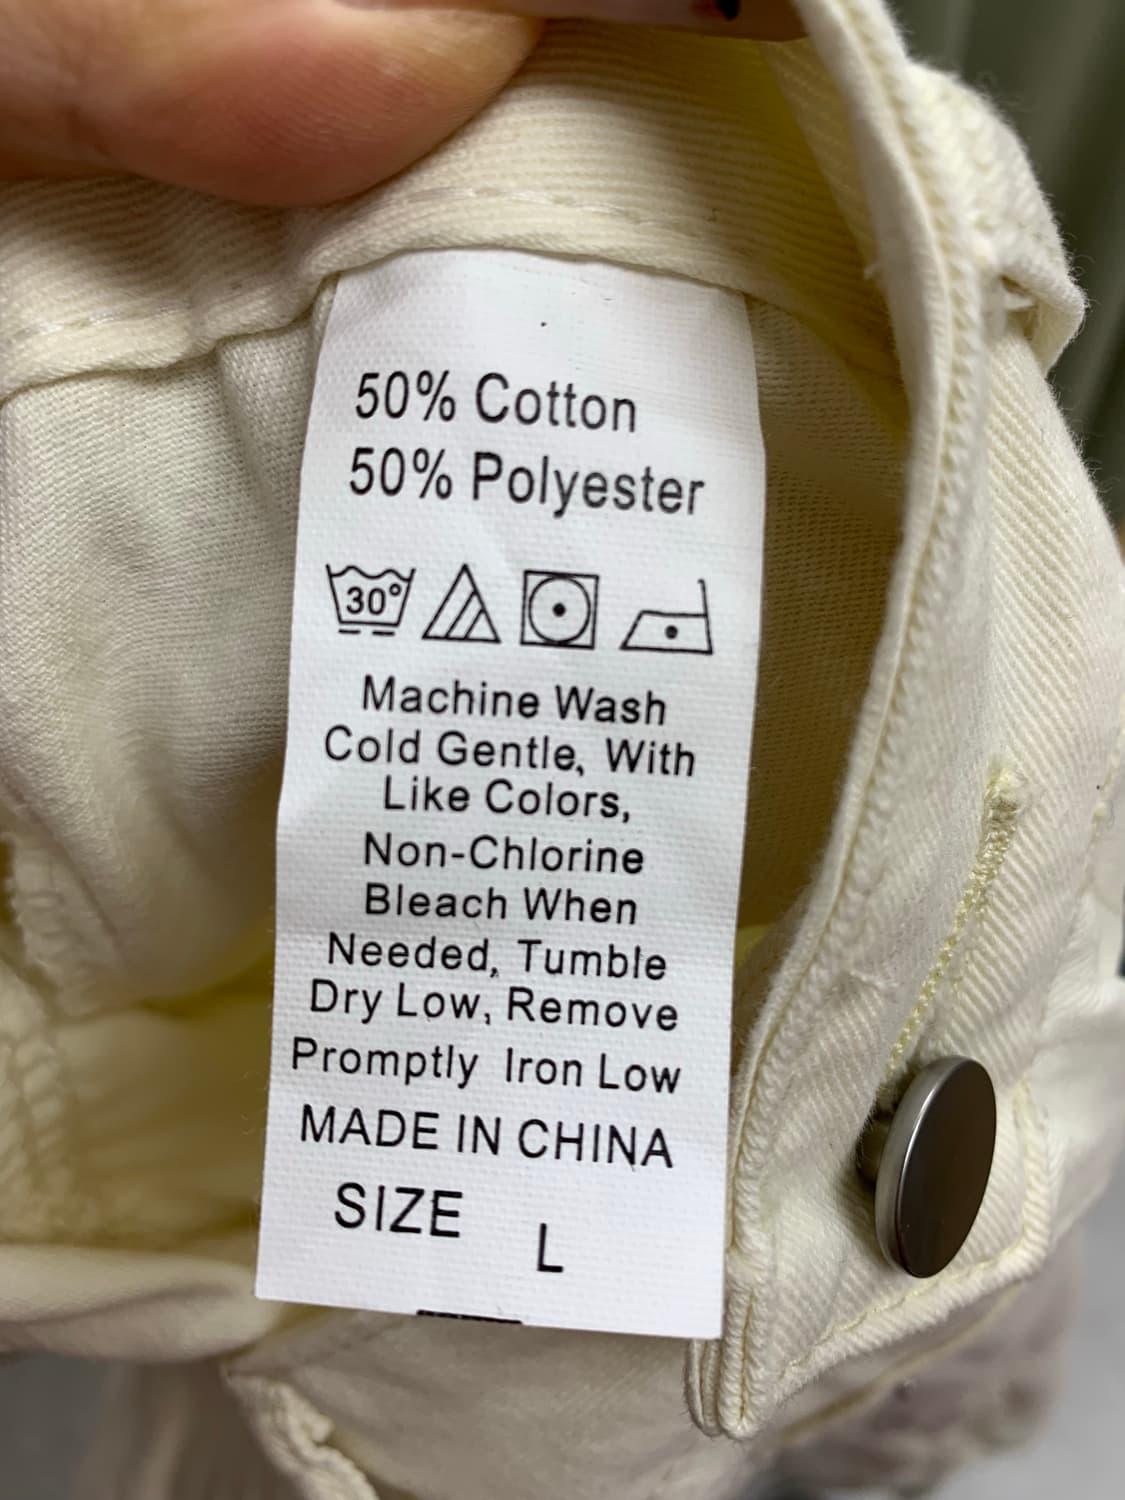 50% Cotton
50% Polyester
30°
Machine Wash
Cold Gentle, With
Like Colors,
Non-Chlorine
Bleach When
Needed, Tumble
Dry Low, Remove
Promptly Iron Low
MADE IN CHINA
SIZE L